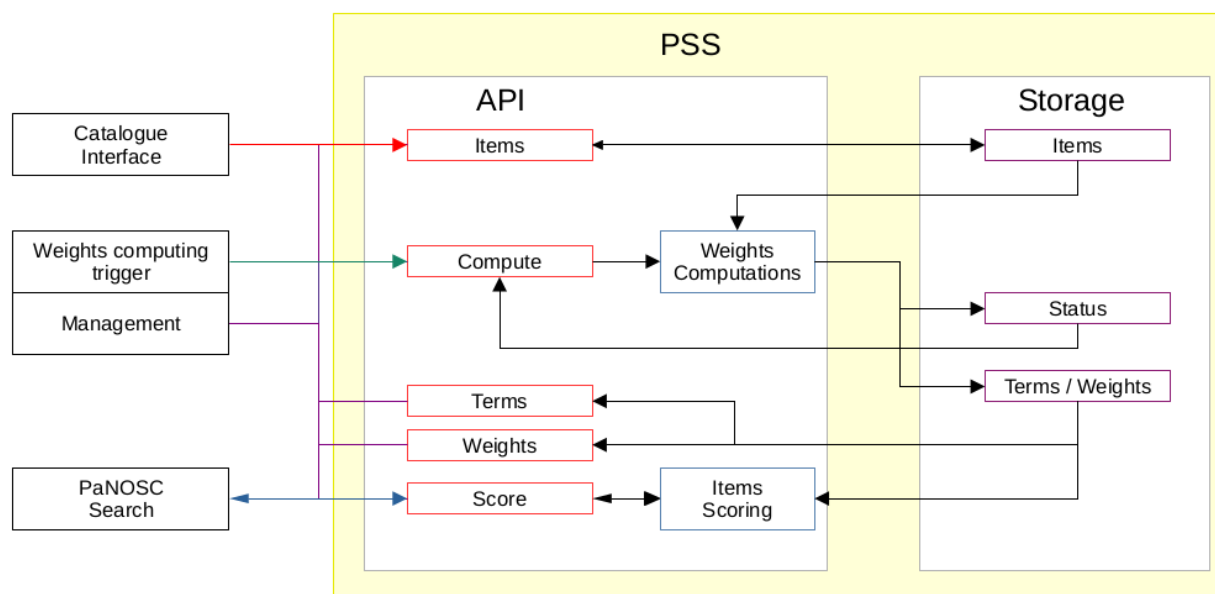 PSS
API
Storage
Catalogue
Interface
Items
Items
Weights computing
trigger
Compute
Weights
Computations
Management
Status
Terms
Terms / Weights
Weights
PaNOSC
Search
Score
Items
Scoring